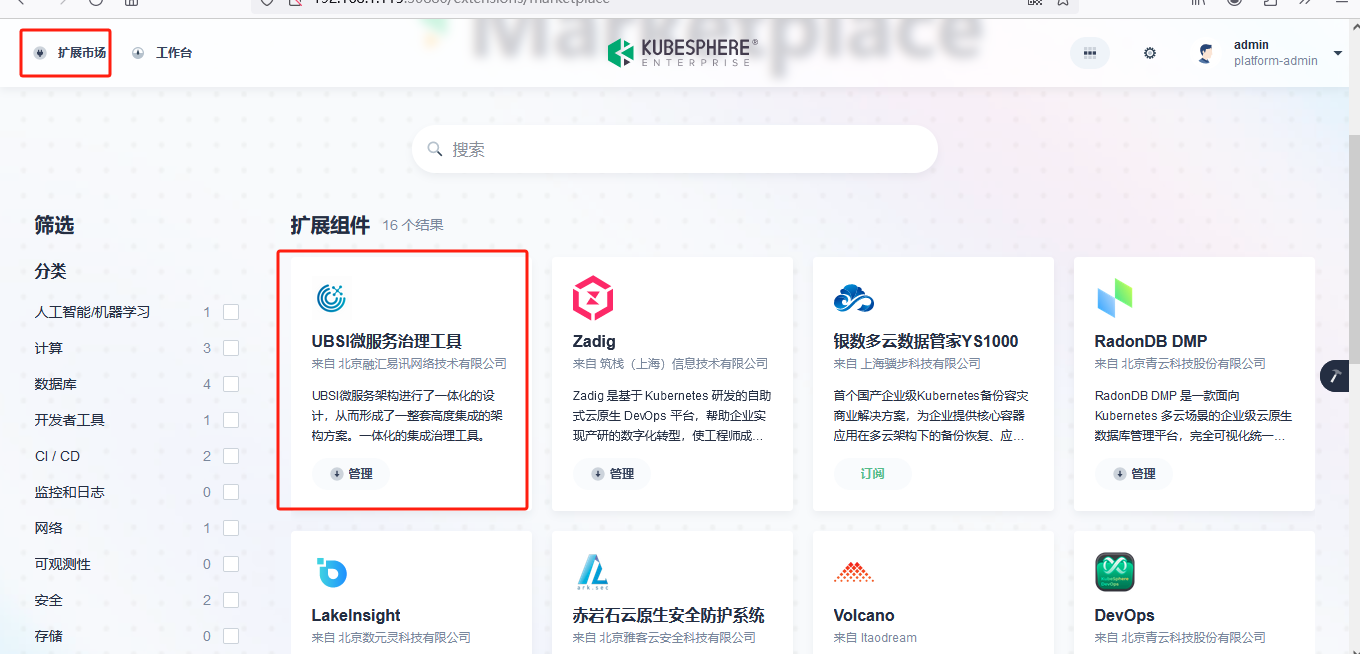 扩展市场
工作台
Marketplace
KUBESPHERE®
ENTERPRISE
admin
platform-admin
搜索
筛选
扩展组件 16 个结果
分类
人工智能/机器学习 1
计算 3
数据库 4
开发者工具 1
CI / CD 2
监控和日志 0
网络 1
可观测性 0
安全 2
存储 0
UBSI微服务治理工具
来自 北京融汇易讯网络技术有限公司
UBSI微服务架构进行了一体化的设
计，从而形成了一整套高度集成的架
构方案。一体化的集成治理工具。
管理
Zadig
来自 筑栈（上海）信息技术有限公司
Zadig 是基于 Kubernetes 研发的自助
式云原生 DevOps 平台，帮助企业实
现产研的数字化转型，使工程师成...
管理
银数多云数据管家YS1000
来自 上海骥步科技有限公司
首个国产企业级Kubernetes备份容灾
商业解决方案，为企业提供核心容器
应用在多云架构下的备份恢复、应...
订阅
RadonDB DMP
来自 北京青云科技股份有限公司
RadonDB DMP 是一款面向
Kubernetes 多云场景的企业级云原生
数据库管理平台，完全可视化统一...
管理
LakeInsight
来自 北京数元灵科技有限公司
ark.sec
赤岩石云原生安全防护系统
来自 北京雅客云安全科技有限公司
Volcano
来自 ltaodream
KubeSphere
DevOps
DevOps
来自 北京青云科技股份有限公司